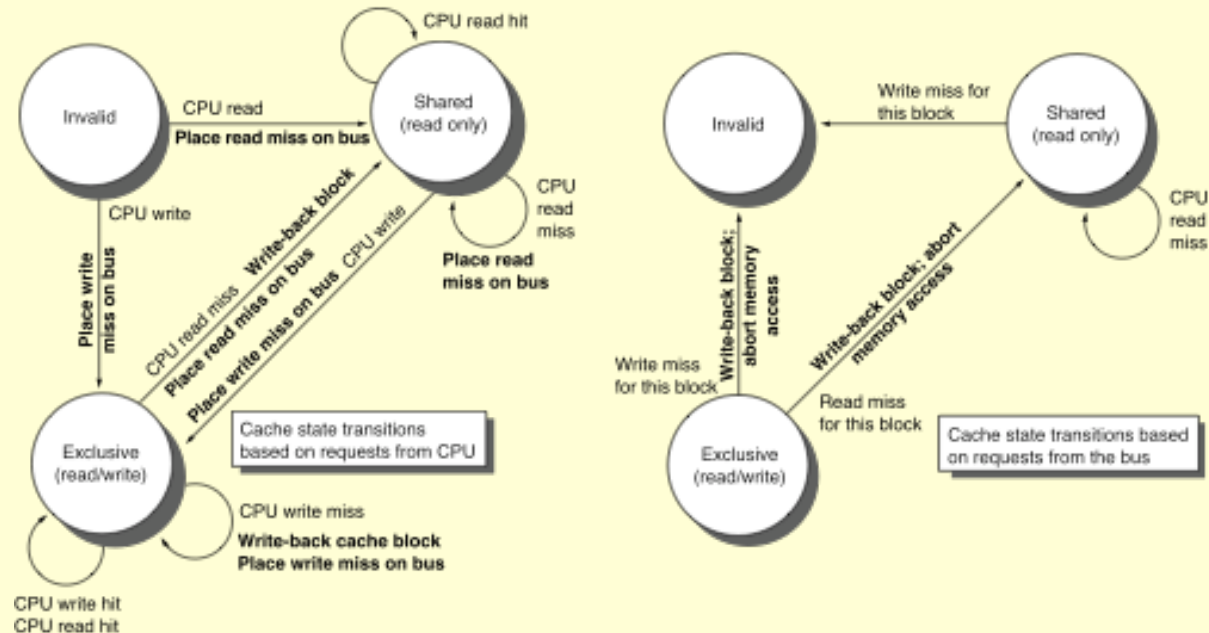 CPU read hit
Invalid
CPU read
Place read miss on bus
Shared
(read only)
CPU write
Place write
miss on bus
CPU read miss
Write-back block
Place read miss on bus
Place write miss on bus
CPU write
CPU
read
miss
Place read
miss on bus
Exclusive
(read/write)
Cache state transitions
based on requests from CPU
CPU write miss
Write-back cache block
Place write miss on bus
CPU write hit
CPU read hit
Invalid
Write miss for
this block
Shared
(read only)
CPU
read
miss
Write-back block;
abort memory
access
Write-back block; abort
memory access
Write miss
for this block
Read miss
for this block
Exclusive
(read/write)
Cache state transitions based
on requests from the bus